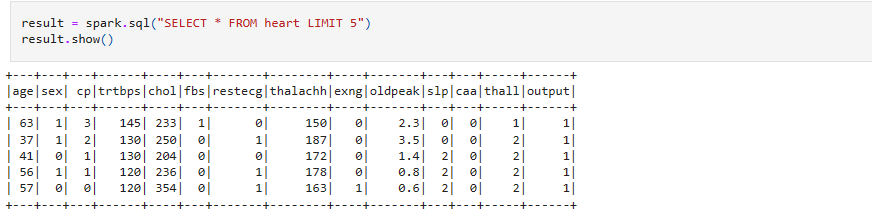 result = spark.sql("SELECT * FROM heart LIMIT 5")
result.show()
+---+---+---+------+----+---+-------+--------+----+-------+---+---+-----+------+
|age|sex| cp|trtbps|chol|fbs|restecg|thalachh|exng|oldpeak|slp|caa|thall|output|
+---+---+---+------+----+---+-------+--------+----+-------+---+---+-----+------+
| 63|  1|  3|   145| 233|  1|      0|     150|   0|    2.3|  0|  0|    1|     1|
| 37|  1|  2|   130| 250|  0|      1|     187|   0|    3.5|  0|  0|    2|     1|
| 41|  0|  1|   130| 204|  0|      0|     172|   0|    1.4|  2|  0|    2|     1|
| 56|  1|  1|   120| 236|  0|      1|     178|   0|    0.8|  2|  0|    2|     1|
| 57|  0|  0|   120| 354|  0|      1|     163|   1|    0.6|  2|  0|    2|     1|
+---+---+---+------+----+---+-------+--------+----+-------+---+---+-----+------+